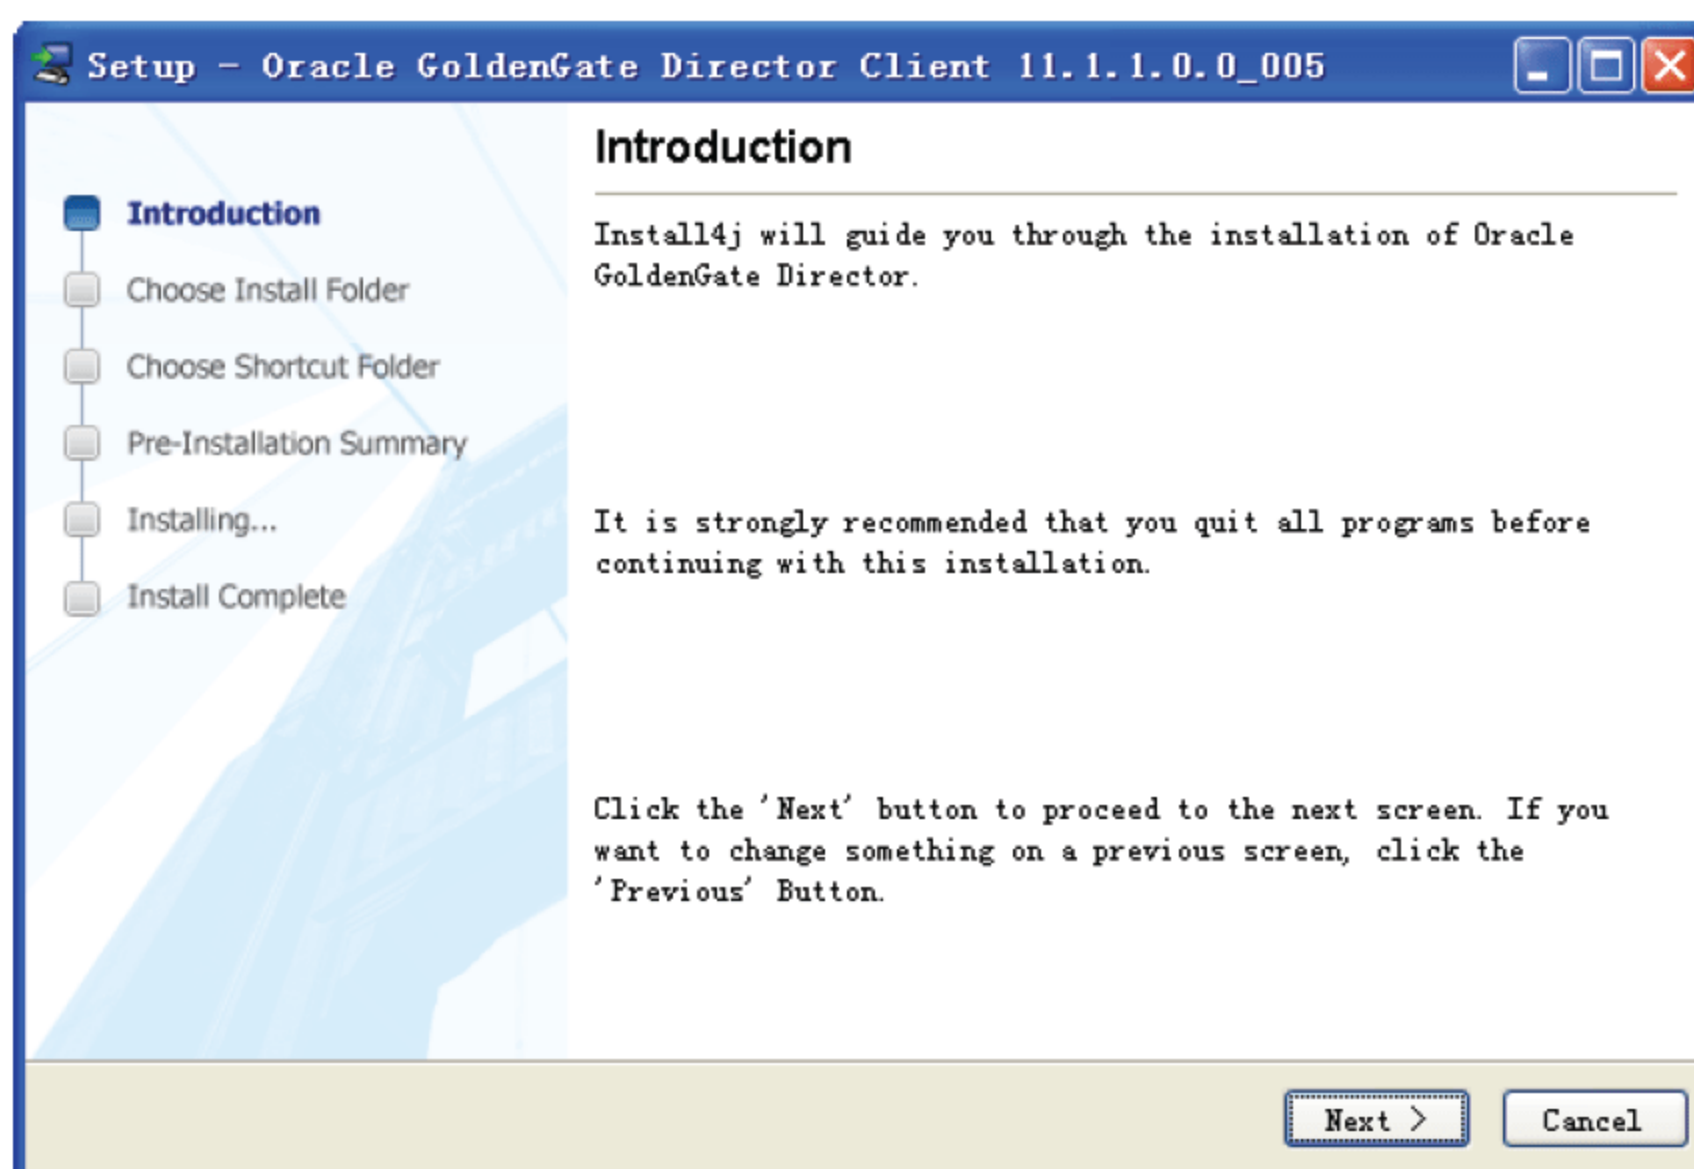 Setup - Oracle GoldenGate Director Client 11.1.1.0.0_005
Introduction
Choose Install Folder
Choose Shortcut Folder
Pre-Installation Summary
Installing...
Install Complete
Introduction
Install4j will guide you through the installation of Oracle
GoldenGate Director.
It is strongly recommended that you quit all programs before
continuing with this installation.
Click the 'Next' button to proceed to the next screen. If you
want to change something on a previous screen, click the
'Previous' Button.
Next >
Cancel